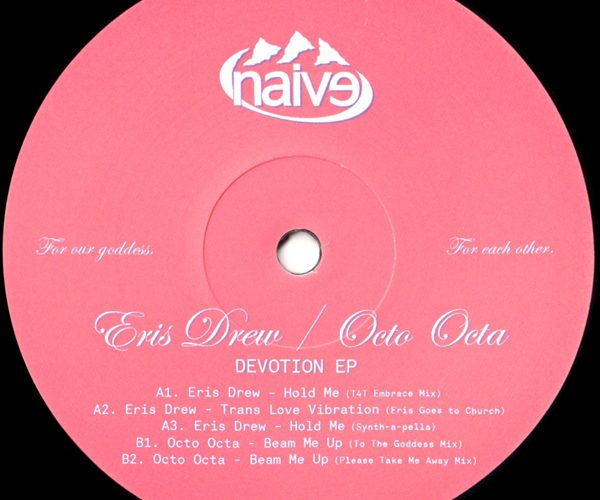 naive
For our goddess.
For each other.
Eris Drew / Octo Octa
DEVOTION EP
A1. Eris Drew - Hold Me (T4T Embrace Mix)
A2. Eris Drew - Trans Love Vibration (Eris Goes to Church)
A3. Eris Drew - Hold Me (Synth-a-pella)
B1. Octo Octa - Beam Me Up (To The Goddess Mix)
B2. Octo Octa - Beam Me Up (Please Take Me Away Mix)